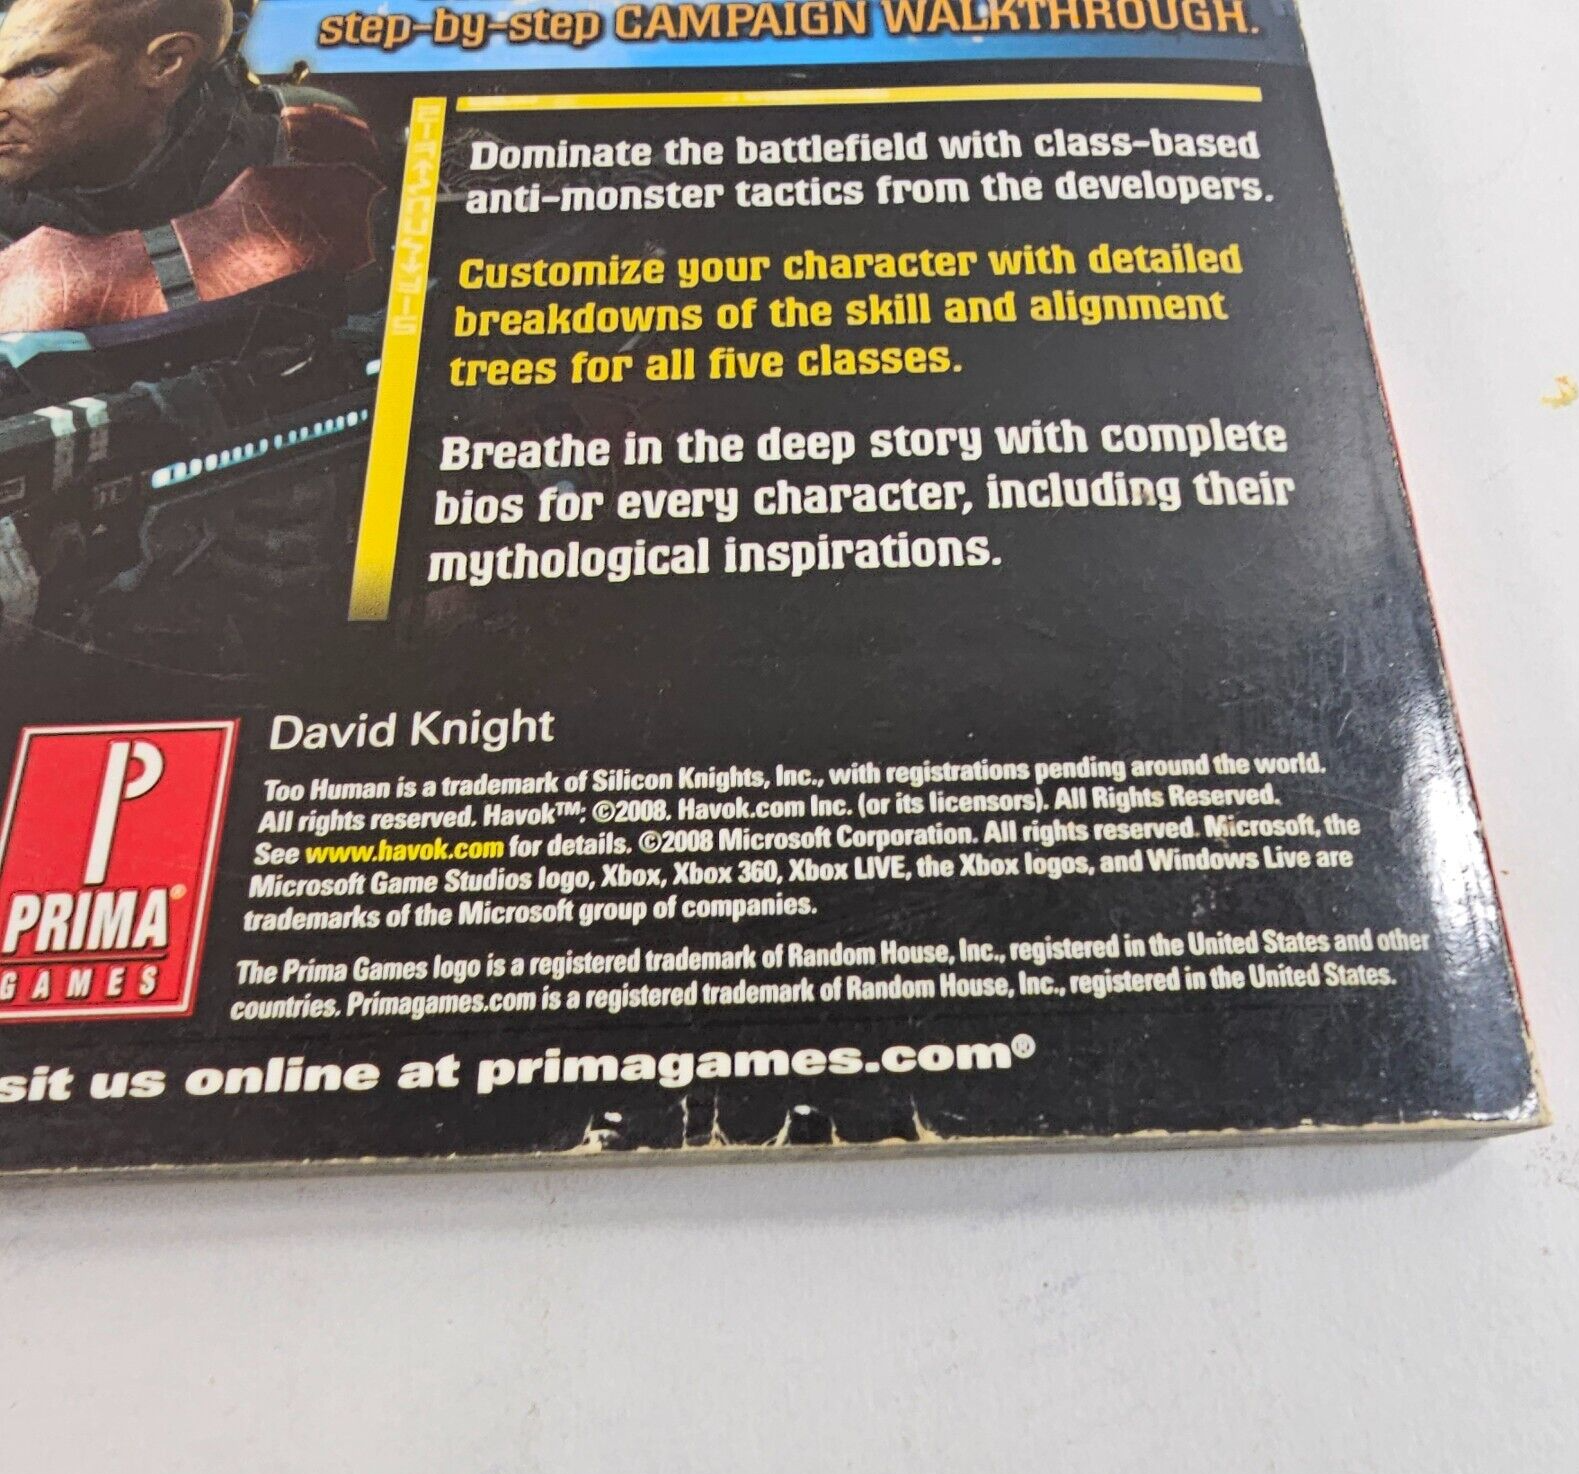 step-by-step CAMPAIGN WALKTHROUGH.
Dominate the battlefield with class-based
anti-monster tactics from the developers.
Customize your character with detailed
breakdowns of the skill and alignment
trees for all five classes.
Breathe in the deep story with complete
bios for every character, including their
mythological inspirations.
David Knight
Too Human is a trademark of Silicon Knights, Inc., with registrations pending around the world.
All rights reserved. Havok™; ©2008. Havok.com Inc. (or its licensors). All Rights Reserved.
See www.havok.com for details. ©2008 Microsoft Corporation. All rights reserved. Microsoft, the
Microsoft Game Studios logo, Xbox, Xbox 360, Xbox LIVE, the Xbox logos, and Windows Live are
trademarks of the Microsoft group of companies.
The Prima Games logo is a registered trademark of Random House, Inc., registered in the United States and other
countries. Primagames.com is a registered trademark of Random House, Inc., registered in the United States.
P
PRIMA®
GAMES
sit us online at primagames.com®